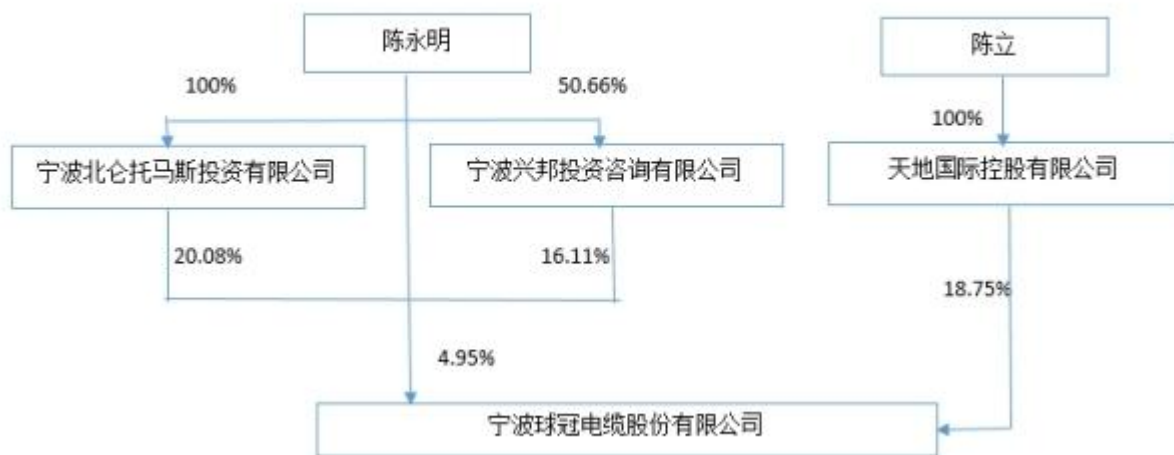 陈永明
陈立
100%
50.66%
100%
宁波北仑托马斯投资有限公司
宁波兴邦投资咨询有限公司
天地国际控股有限公司
20.08%
16.11%
18.75%
4.95%
宁波球冠电缆股份有限公司